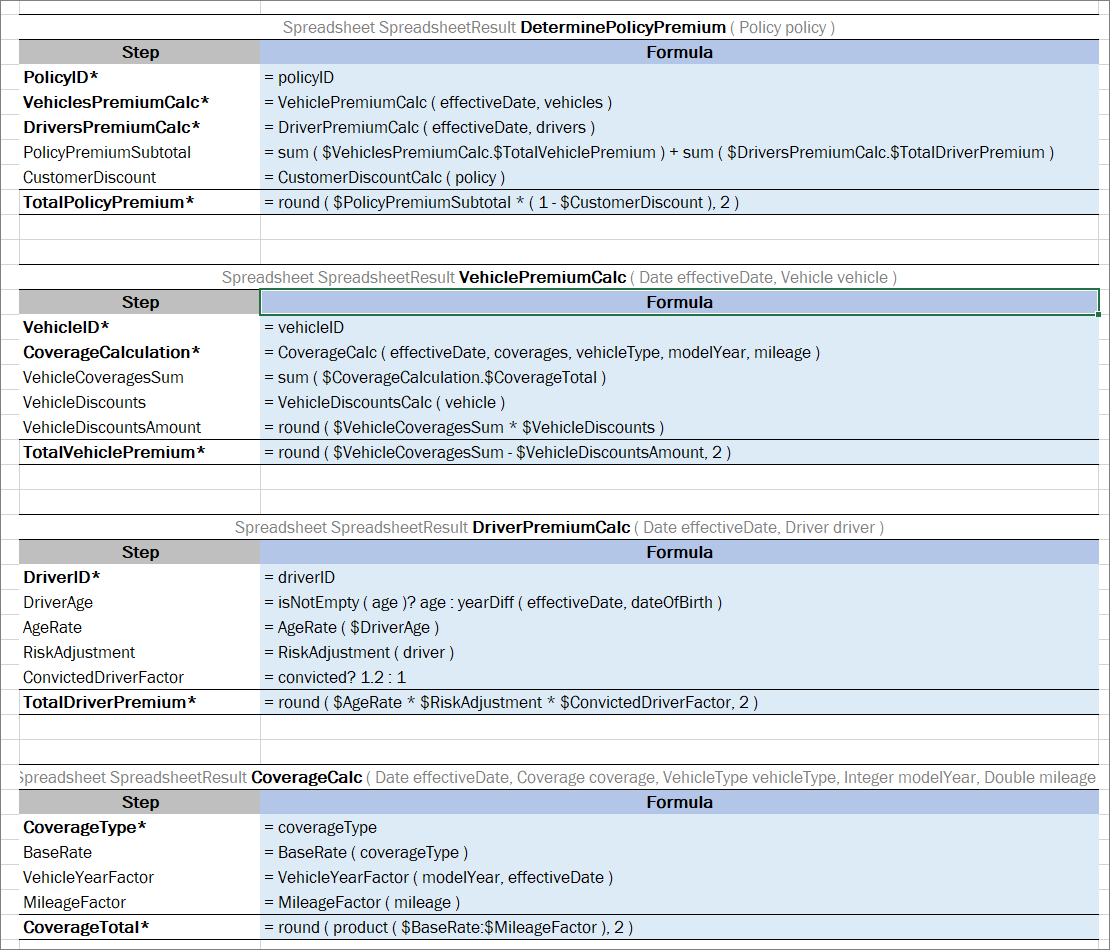 Spreadsheet SpreadsheetResult DeterminePolicyPremium ( Policy policy )
Step Formula
PolicyID* = policyID
VehiclesPremiumCalc* = VehiclePremiumCalc ( effectiveDate, vehicles )
DriversPremiumCalc* = DriverPremiumCalc ( effectiveDate, drivers )
PolicyPremiumSubtotal = sum ( $VehiclesPremiumCalc.$TotalVehiclePremium ) + sum ( $DriversPremiumCalc.$TotalDriverPremium )
CustomerDiscount = CustomerDiscountCalc ( policy )
TotalPolicyPremium* = round ( $PolicyPremiumSubtotal * ( 1 - $CustomerDiscount ), 2 )
Spreadsheet SpreadsheetResult VehiclePremiumCalc ( Date effectiveDate, Vehicle vehicle )
Step Formula
VehicleID* = vehicleID
CoverageCalculation* = CoverageCalc ( effectiveDate, coverages, vehicleType, modelYear, mileage )
VehicleCoveragesSum = sum ( $CoverageCalculation.$CoverageTotal )
VehicleDiscounts = VehicleDiscountsCalc ( vehicle )
VehicleDiscountsAmount = round ( $VehicleCoveragesSum * $VehicleDiscounts )
TotalVehiclePremium* = round ( $VehicleCoveragesSum - $VehicleDiscountsAmount, 2 )
Spreadsheet SpreadsheetResult DriverPremiumCalc ( Date effectiveDate, Driver driver )
Step Formula
DriverID* = driverID
DriverAge = isNotEmpty ( age )? age : yearDiff ( effectiveDate, dateOfBirth )
AgeRate = AgeRate ( $DriverAge )
RiskAdjustment = RiskAdjustment ( driver )
ConvictedDriverFactor = convicted? 1.2 : 1
TotalDriverPremium* = round ( $AgeRate * $RiskAdjustment * $ConvictedDriverFactor, 2 )
Spreadsheet SpreadsheetResult CoverageCalc ( Date effectiveDate, Coverage coverage, VehicleType vehicleType, Integer modelYear, Double mileage
Step Formula
CoverageType* = coverageType
BaseRate = BaseRate ( coverageType )
VehicleYearFactor = VehicleYearFactor ( modelYear, effectiveDate )
MileageFactor = MileageFactor ( mileage )
CoverageTotal* = round ( product ( $BaseRate:$MileageFactor ), 2 )